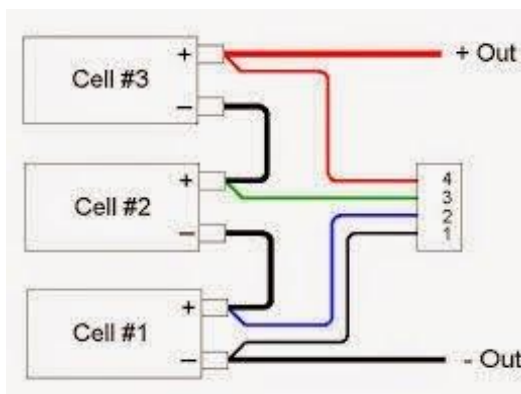 + + Out
Cell #3
−
4
+ 3
Cell #2 2
− 1
+
Cell #1
− - Out